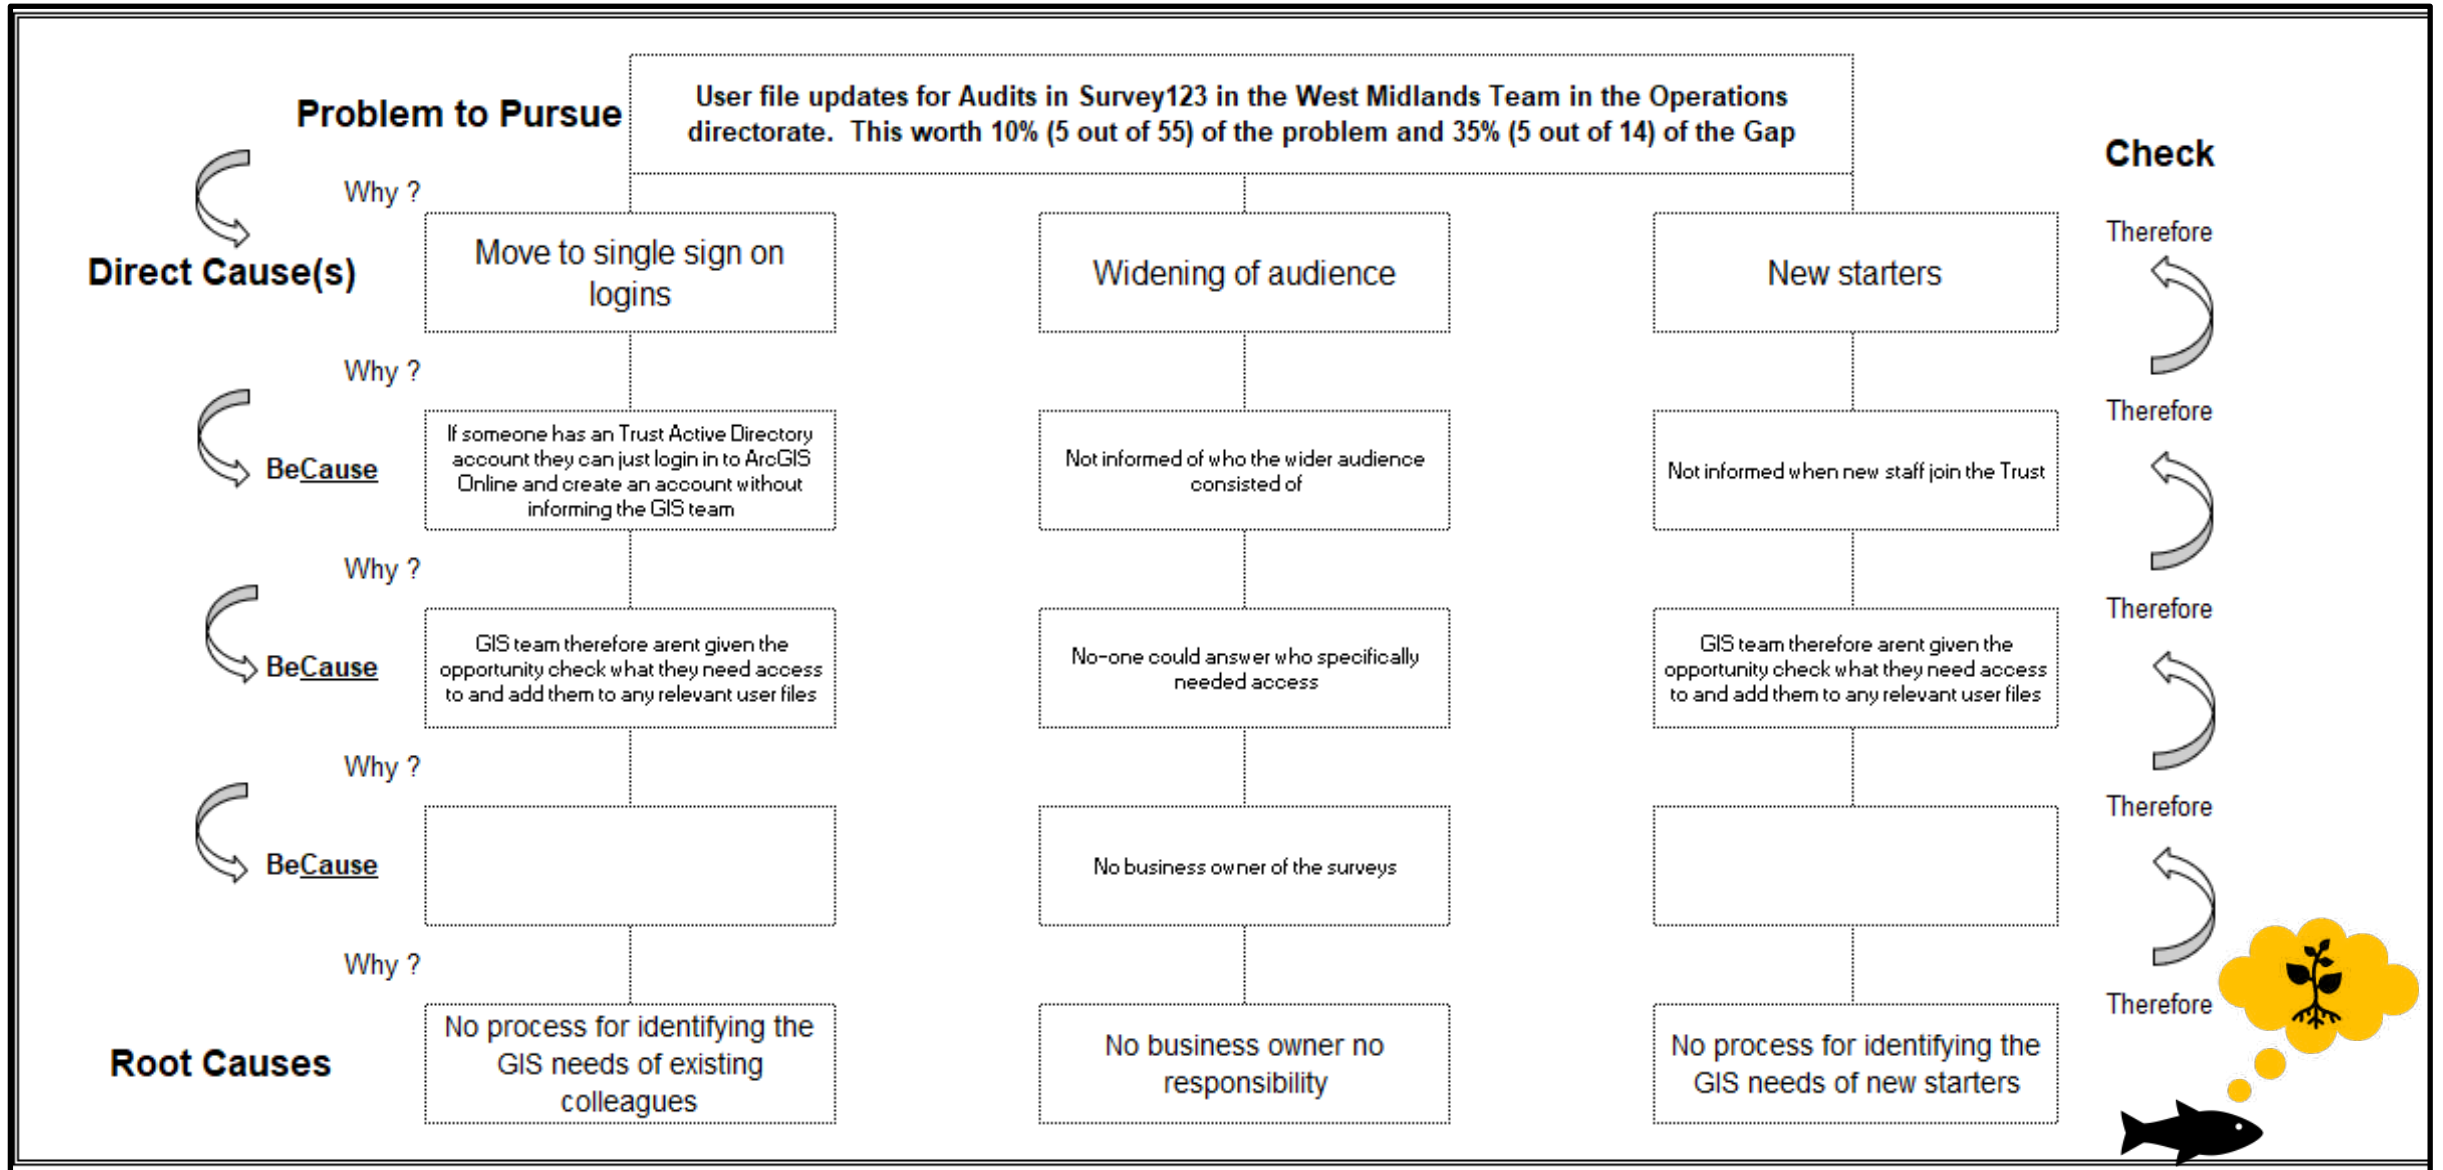 Problem to Pursue
User file updates for Audits in Survey123 in the West Midlands Team in the Operations
directorate.  This worth 10% (5 out of 55) of the problem and 35% (5 out of 14) of the Gap
Check
Why ?
Therefore
Direct Cause(s)
Move to single sign on
logins
Widening of audience
New starters
Why ?
Therefore
BeCause
If someone has an Trust Active Directory
account they can just login in to ArcGIS
Online and create an account without
informing the GIS team
Not informed of who the wider audience
consisted of
Not informed when new staff join the Trust
Why ?
Therefore
BeCause
GIS team therefore arent given the
opportunity check what they need access
to and add them to any relevant user files
No-one could answer who specifically
needed access
GIS team therefore arent given the
opportunity check what they need access
to and add them to any relevant user files
Why ?
Therefore
BeCause
No business owner of the surveys
Why ?
Therefore
Root Causes
No process for identifying the
GIS needs of existing
colleagues
No business owner no
responsibility
No process for identifying the
GIS needs of new starters